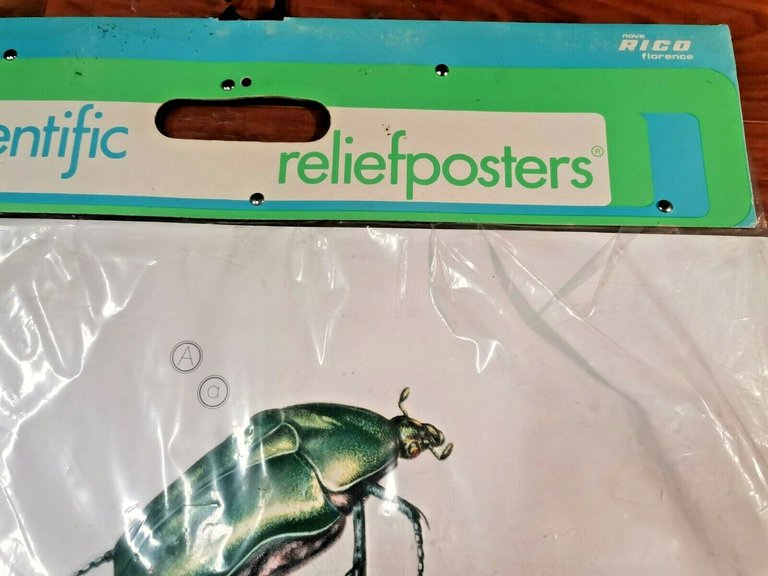 nova
RICO
florence
entific reliefposters®
A
a